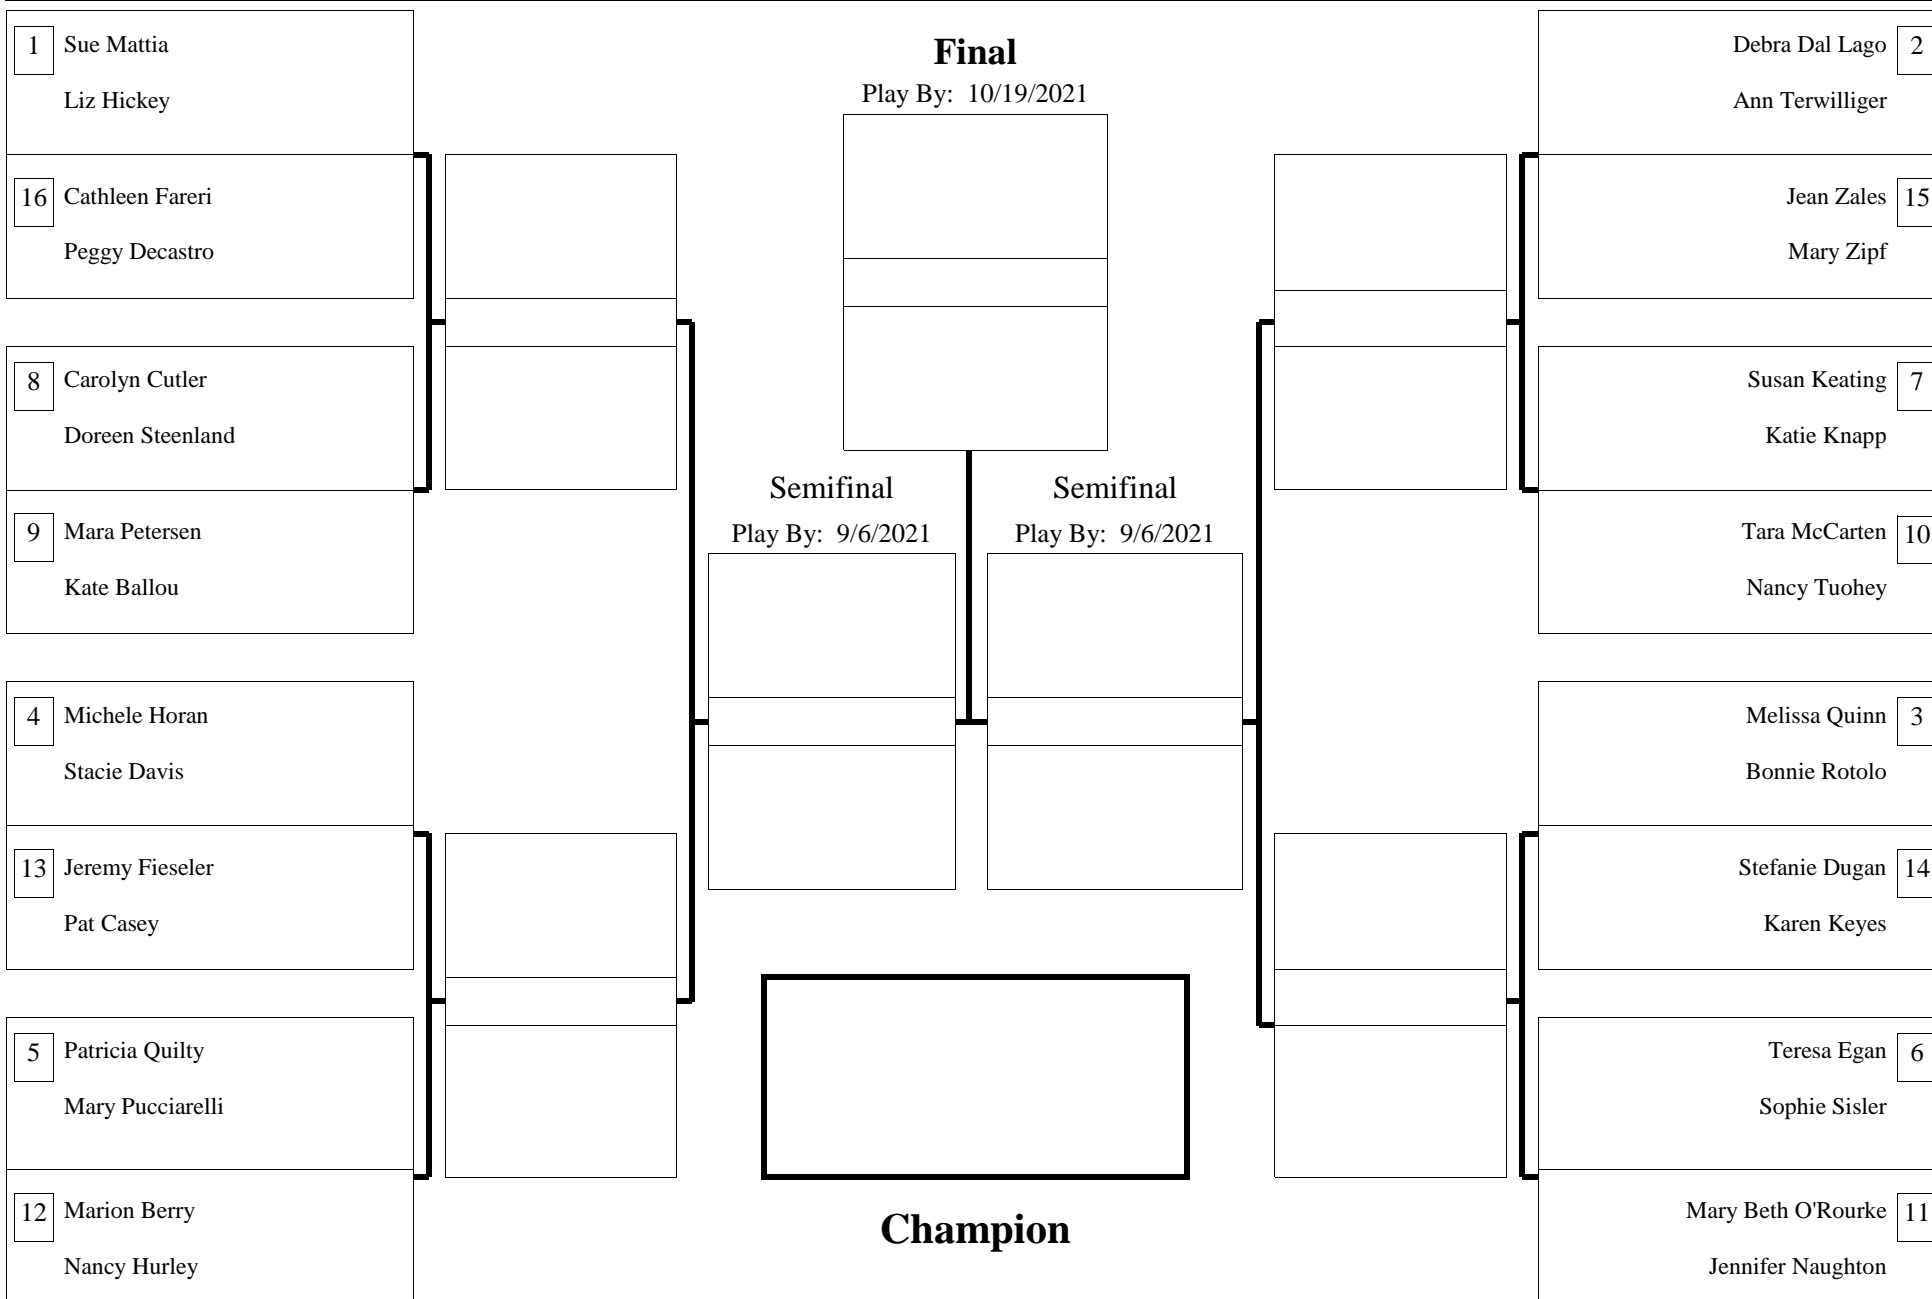 1 Sue Mattia
Liz Hickey
16 Cathleen Fareri
Peggy Decastro
8 Carolyn Cutler
Doreen Steenland
9 Mara Petersen
Kate Ballou
4 Michele Horan
Stacie Davis
13 Jeremy Fieseler
Pat Casey
5 Patricia Quilty
Mary Pucciarelli
12 Marion Berry
Nancy Hurley
Final
Play By: 10/19/2021
Semifinal
Play By: 9/6/2021
Semifinal
Play By: 9/6/2021
Champion
Debra Dal Lago 2
Ann Terwilliger
Jean Zales 15
Mary Zipf
Susan Keating 7
Katie Knapp
Tara McCarten 10
Nancy Tuohey
Melissa Quinn 3
Bonnie Rotolo
Stefanie Dugan 14
Karen Keyes
Teresa Egan 6
Sophie Sisler
Mary Beth O'Rourke 11
Jennifer Naughton